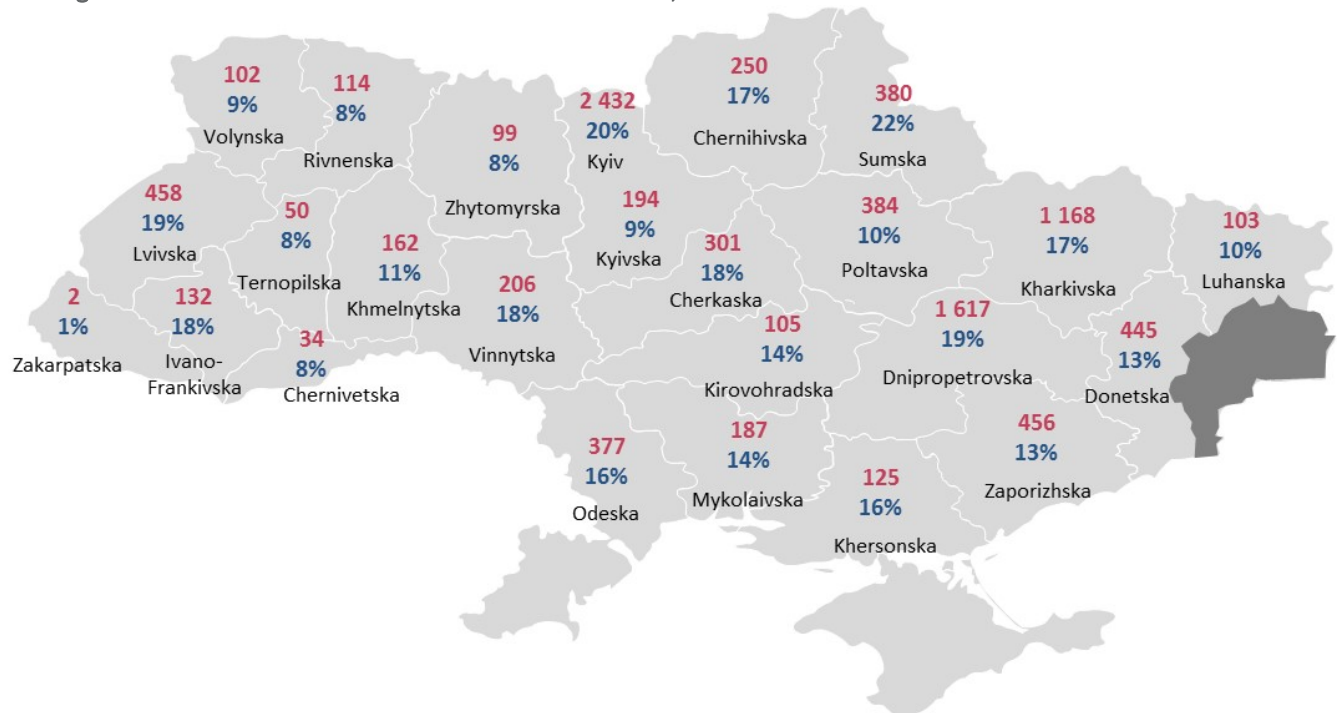 102
9%
Volynska
114
8%
Rivnenska
99
8%
Zhytomyrska
2 432
20%
Kyiv
250
17%
Chernihivska
380
22%
Sumska
458
19%
Lvivska
50
8%
Ternopilska
162
11%
Khmelnytska
206
18%
Vinnytska
194
9%
Kyivska
301
18%
Cherkaska
384
10%
Poltavska
1 168
17%
Kharkivska
103
10%
Luhanska
2
1%
Zakarpatska
132
18%
Ivano-
Frankivska
34
8%
Chernivetska
105
14%
Kirovohradska
1 617
19%
Dnipropetrovska
445
13%
Donetska
377
16%
Odeska
187
14%
Mykolaivska
125
16%
Khersonska
456
13%
Zaporizhska